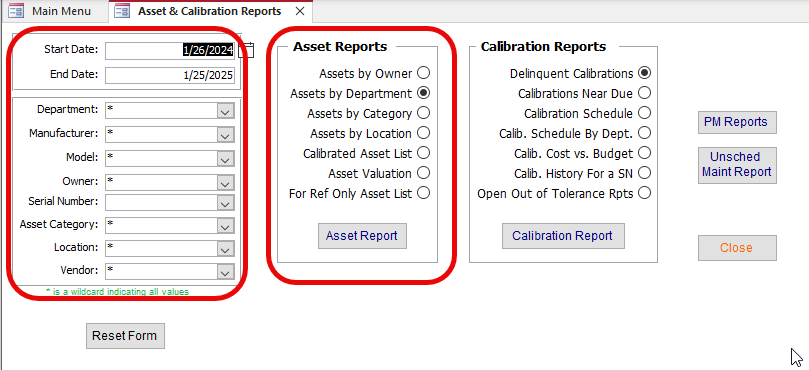 Main Menu
Asset & Calibration Reports
Start Date: 1/26/2024
End Date: 1/25/2025
Department: *
Manufacturer: *
Model: *
Owner: *
Serial Number:
Asset Category: *
Location: *
Vendor: *
* is a wildcard indicating all values
Reset Form
Asset Reports
Assets by Owner
Assets by Department
Assets by Category
Assets by Location
Calibrated Asset List
Asset Valuation
For Ref Only Asset List
Asset Report
Calibration Reports
Delinquent Calibrations
Calibrations Near Due
Calibration Schedule
Calib. Schedule By Dept.
Calib. Cost vs. Budget
Calib. History For a SN
Open Out of Tolerance Rpts
Calibration Report
PM Reports
Unsched
Maint Report
Close